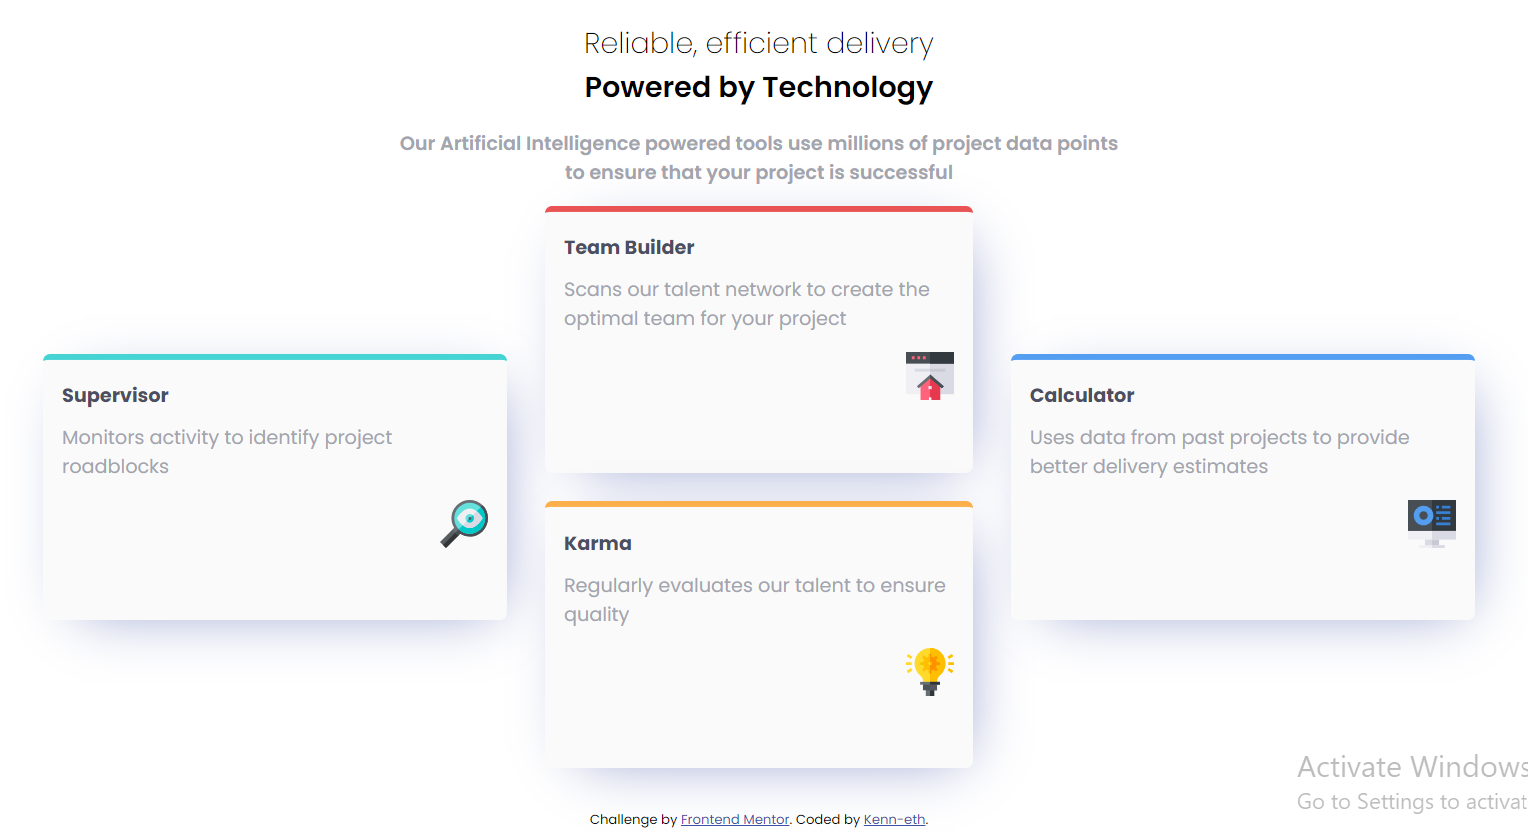 Reliable, efficient delivery
Powered by Technology
Our Artificial Intelligence powered tools use millions of project data points
to ensure that your project is successful
Team Builder
Scans our talent network to create the
optimal team for your project
Supervisor
Monitors activity to identify project
roadblocks
Calculator
Uses data from past projects to provide
better delivery estimates
Karma
Regularly evaluates our talent to ensure
quality
Activate Windows
Go to Settings to activat
Challenge by Frontend Mentor. Coded by Kenn-eth.